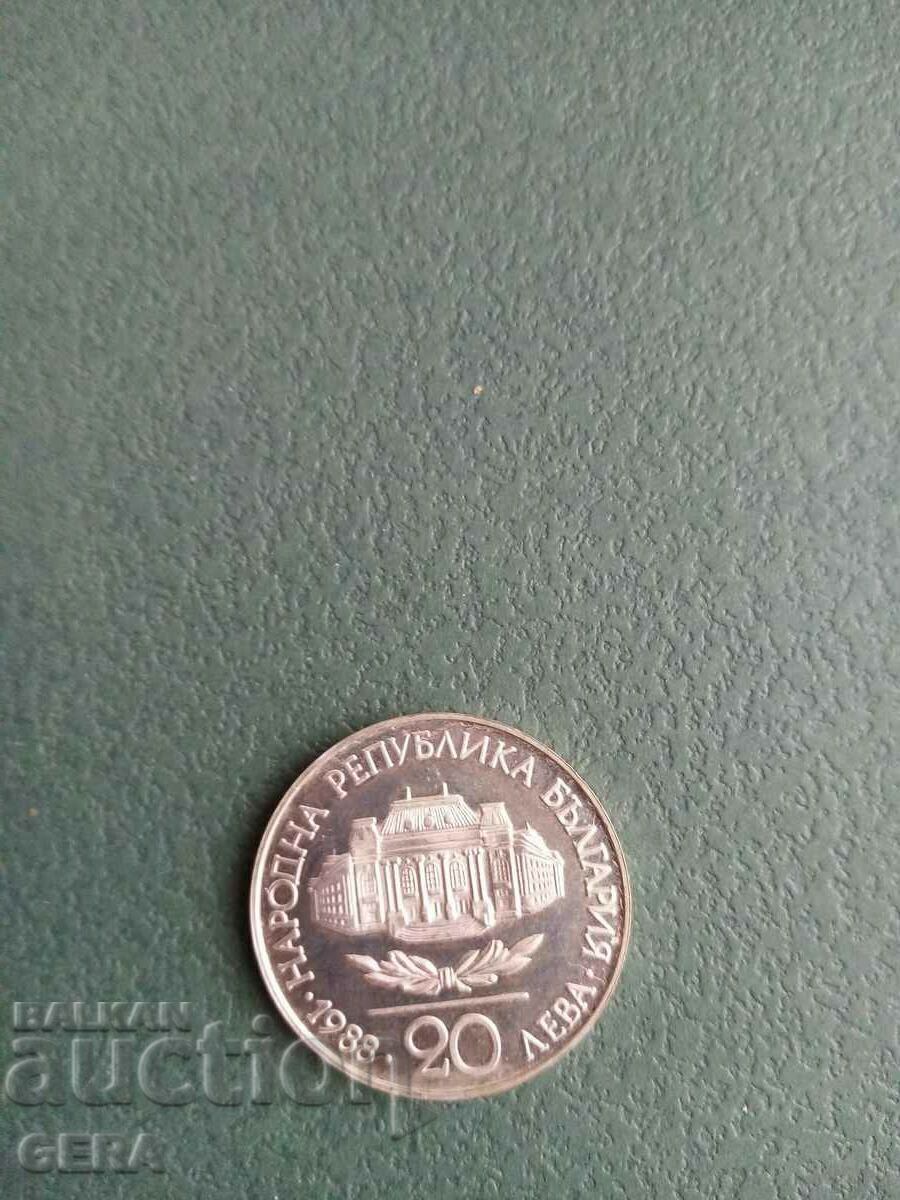 · НАРОДНА РЕПУБЛИКА БЪЛГАРИЯ ·
· 1988 ·
20 ЛЕВА
BALKAN
auction
GERA